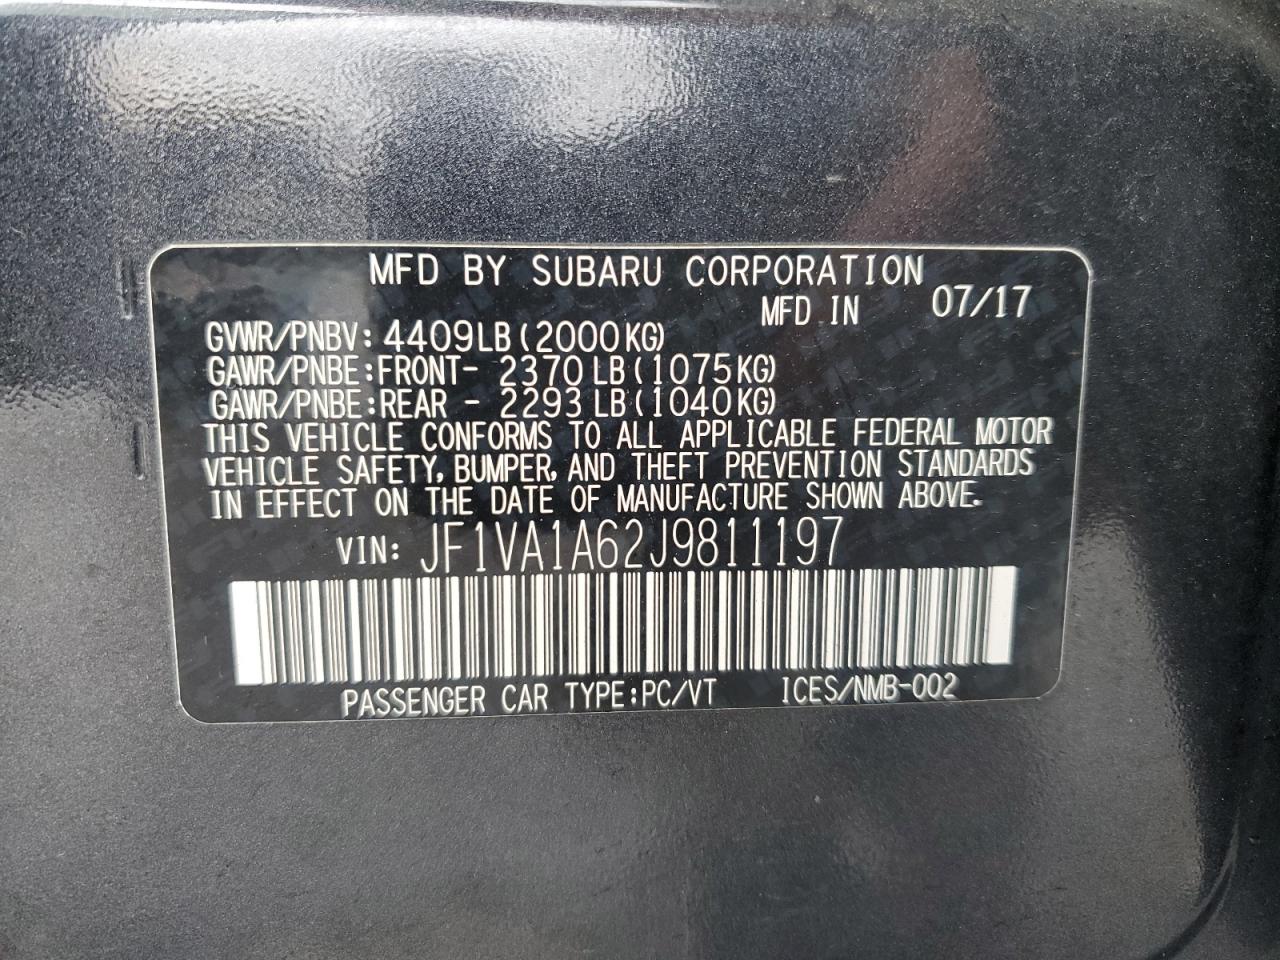 MFD BY SUBARU CORPORATION
MFD IN 07/17
GVWR/PNBV: 4409LB (2000KG)
GAWR/PNBE:FRONT- 2370 LB (1075KG)
GAWR/PNBE:REAR - 2293 LB (1040KG)
THIS VEHICLE CONFORMS TO ALL APPLICABLE FEDERAL MOTOR
VEHICLE SAFETY, BUMPER, AND THEFT PREVENTION STANDARDS
IN EFFECT ON THE DATE OF MANUFACTURE SHOWN ABOVE.
VIN: JF1VA1A62J9811197
PASSENGER CAR TYPE:PC/VT ICES/NMB-002